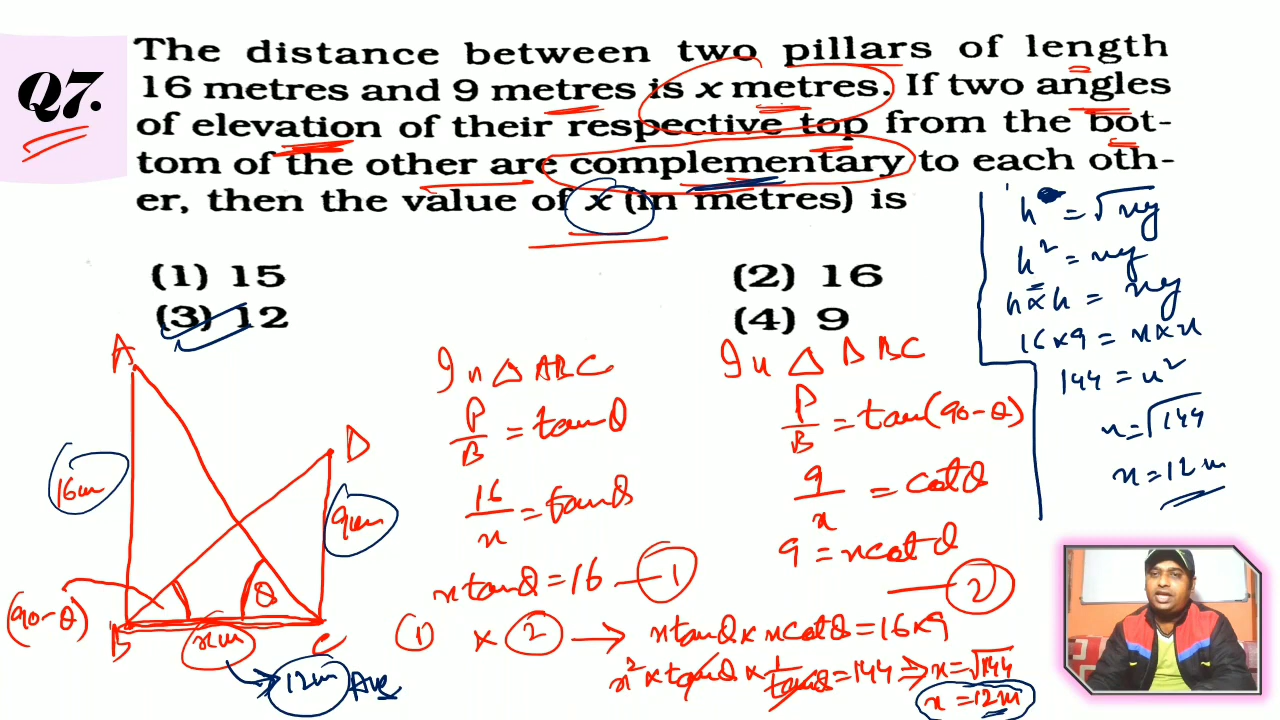 Q7.
The distance between two pillars of length
16 metres and 9 metres is x metres. If two angles
of elevation of their respective top from the bot-
tom of the other are complementary to each oth-
er, then the value of x (in metres) is
(1) 15
(2) 16
(3) 12
(4) 9
h = √xy
h² = xy
h × h = xy
16×9 = x×x
144 = x²
x = √144
x = 12m
A
16m
D
9m
(90-θ)
θ
B
xm
C
12m Ans
In △ ABC
P/B = tanθ
16/x = tanθ
x tanθ = 16 — 1
In △ DBC
P/B = tan(90-θ)
9/x = cotθ
9 = x cotθ
— 2
① × ② → x tanθ × x cotθ = 16×9
x² × tanθ × 1/tanθ = 144 ⇒ x = √144
x = 12m